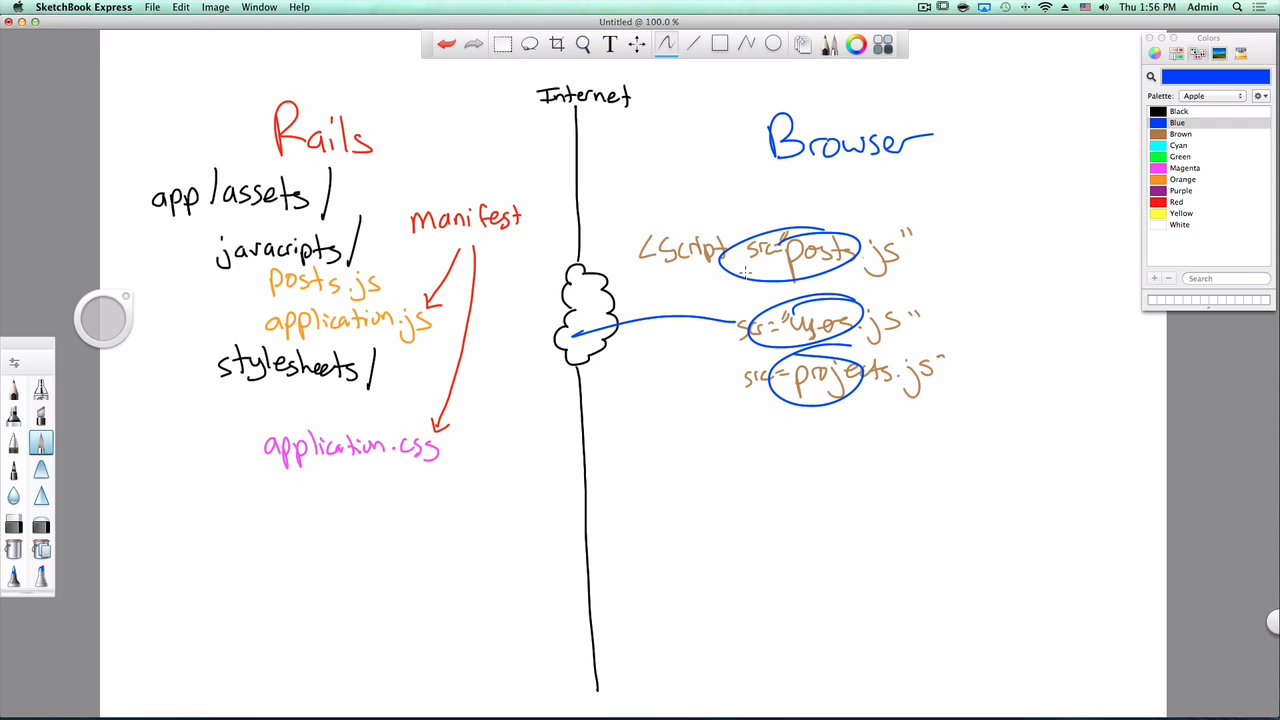 SketchBook Express File Edit Image Window Help
Thu 1:56 PM Admin
Untitled @ 100.0 %
T
Internet
Rails
app/assets/
javacripts/
posts.js
application.js
stylesheets/
application.css
manifest
Browser
<Script src="posts.js"
src="users.js"
src=projects.js"
Colors
Palette: Apple
Black
Blue
Brown
Cyan
Green
Magenta
Orange
Purple
Red
Yellow
White
Search